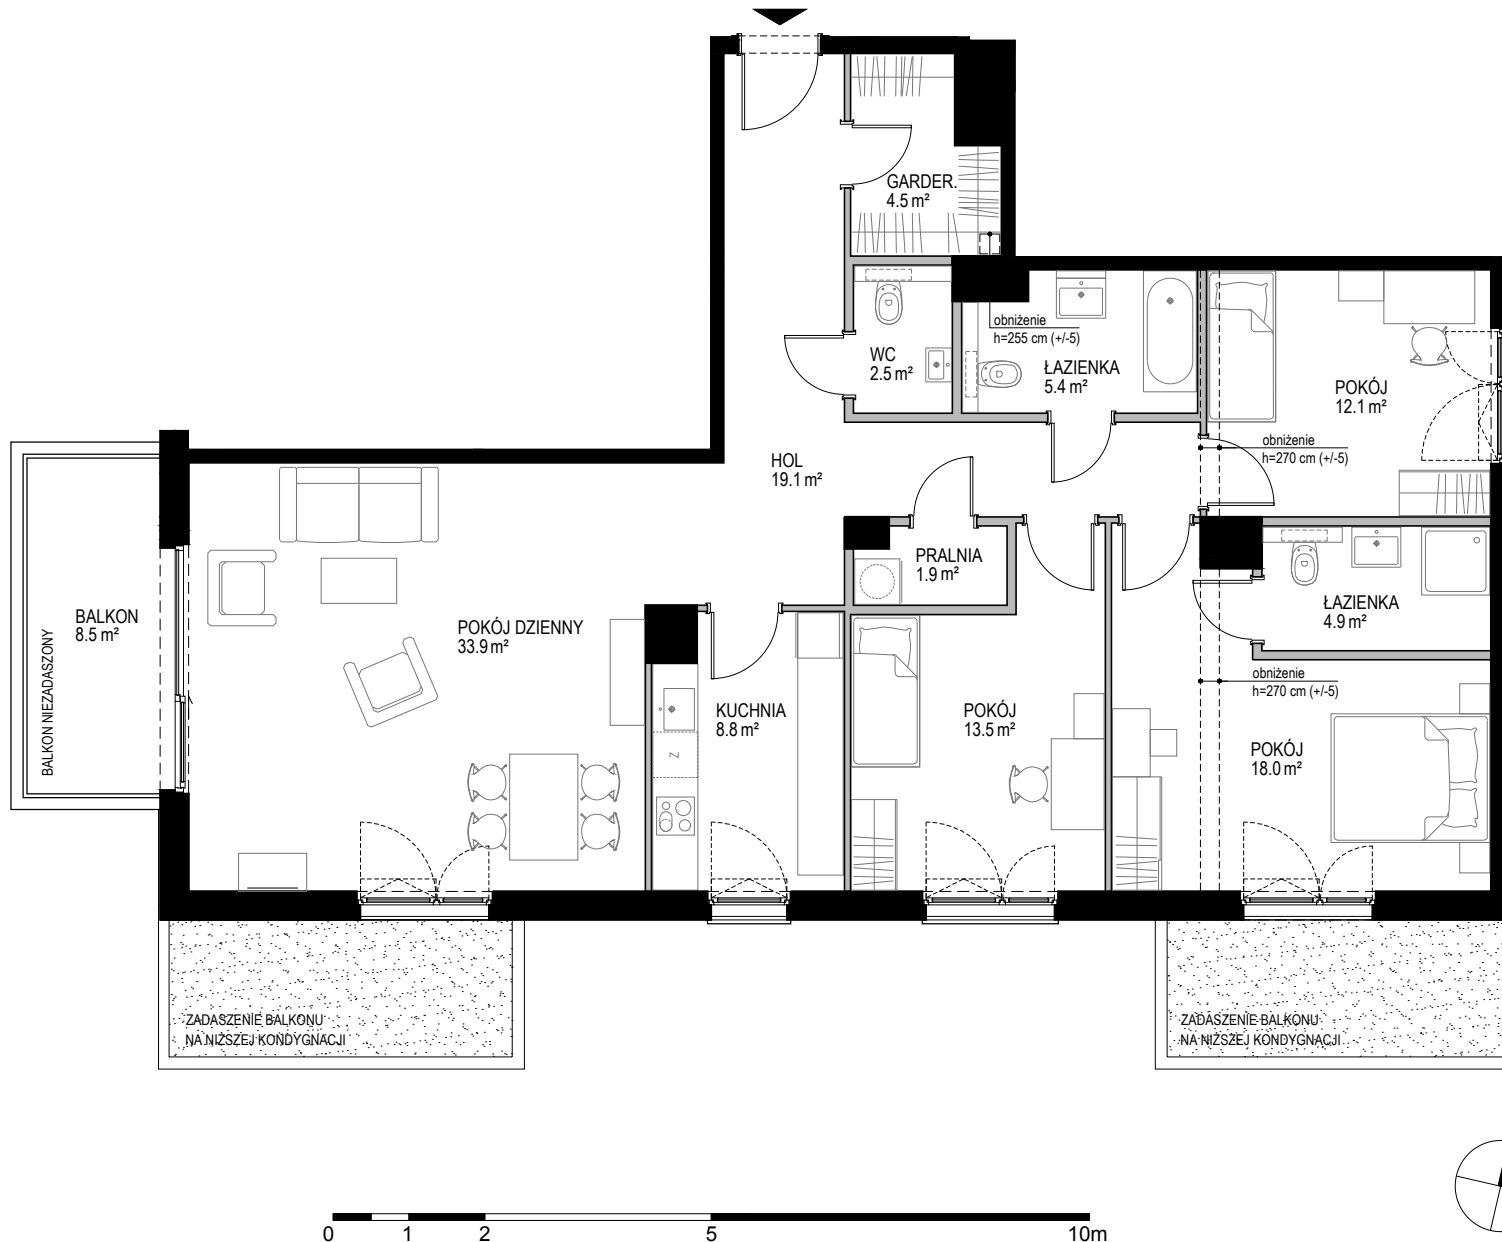 GARDER.
4.5 m²
obniżenie
h=255 cm (+/-5)
WC
2.5 m²
ŁAZIENKA
5.4 m²
POKÓJ
12.1 m²
obniżenie
h=270 cm (+/-5)
HOL
19.1 m²
PRALNIA
1.9 m²
BALKON
8.5 m²
BALKON NIEZADASZONY
POKÓJ DZIENNY
33.9 m²
ŁAZIENKA
4.9 m²
obniżenie
h=270 cm (+/-5)
KUCHNIA
8.8 m²
Z
POKÓJ
13.5 m²
POKÓJ
18.0 m²
ZADASZENIE BALKONU
NA NIŻSZEJ KONDYGNACJI
ZADASZENIE BALKONU
NA NIŻSZEJ KONDYGNACJI
0 1 2 5 10m